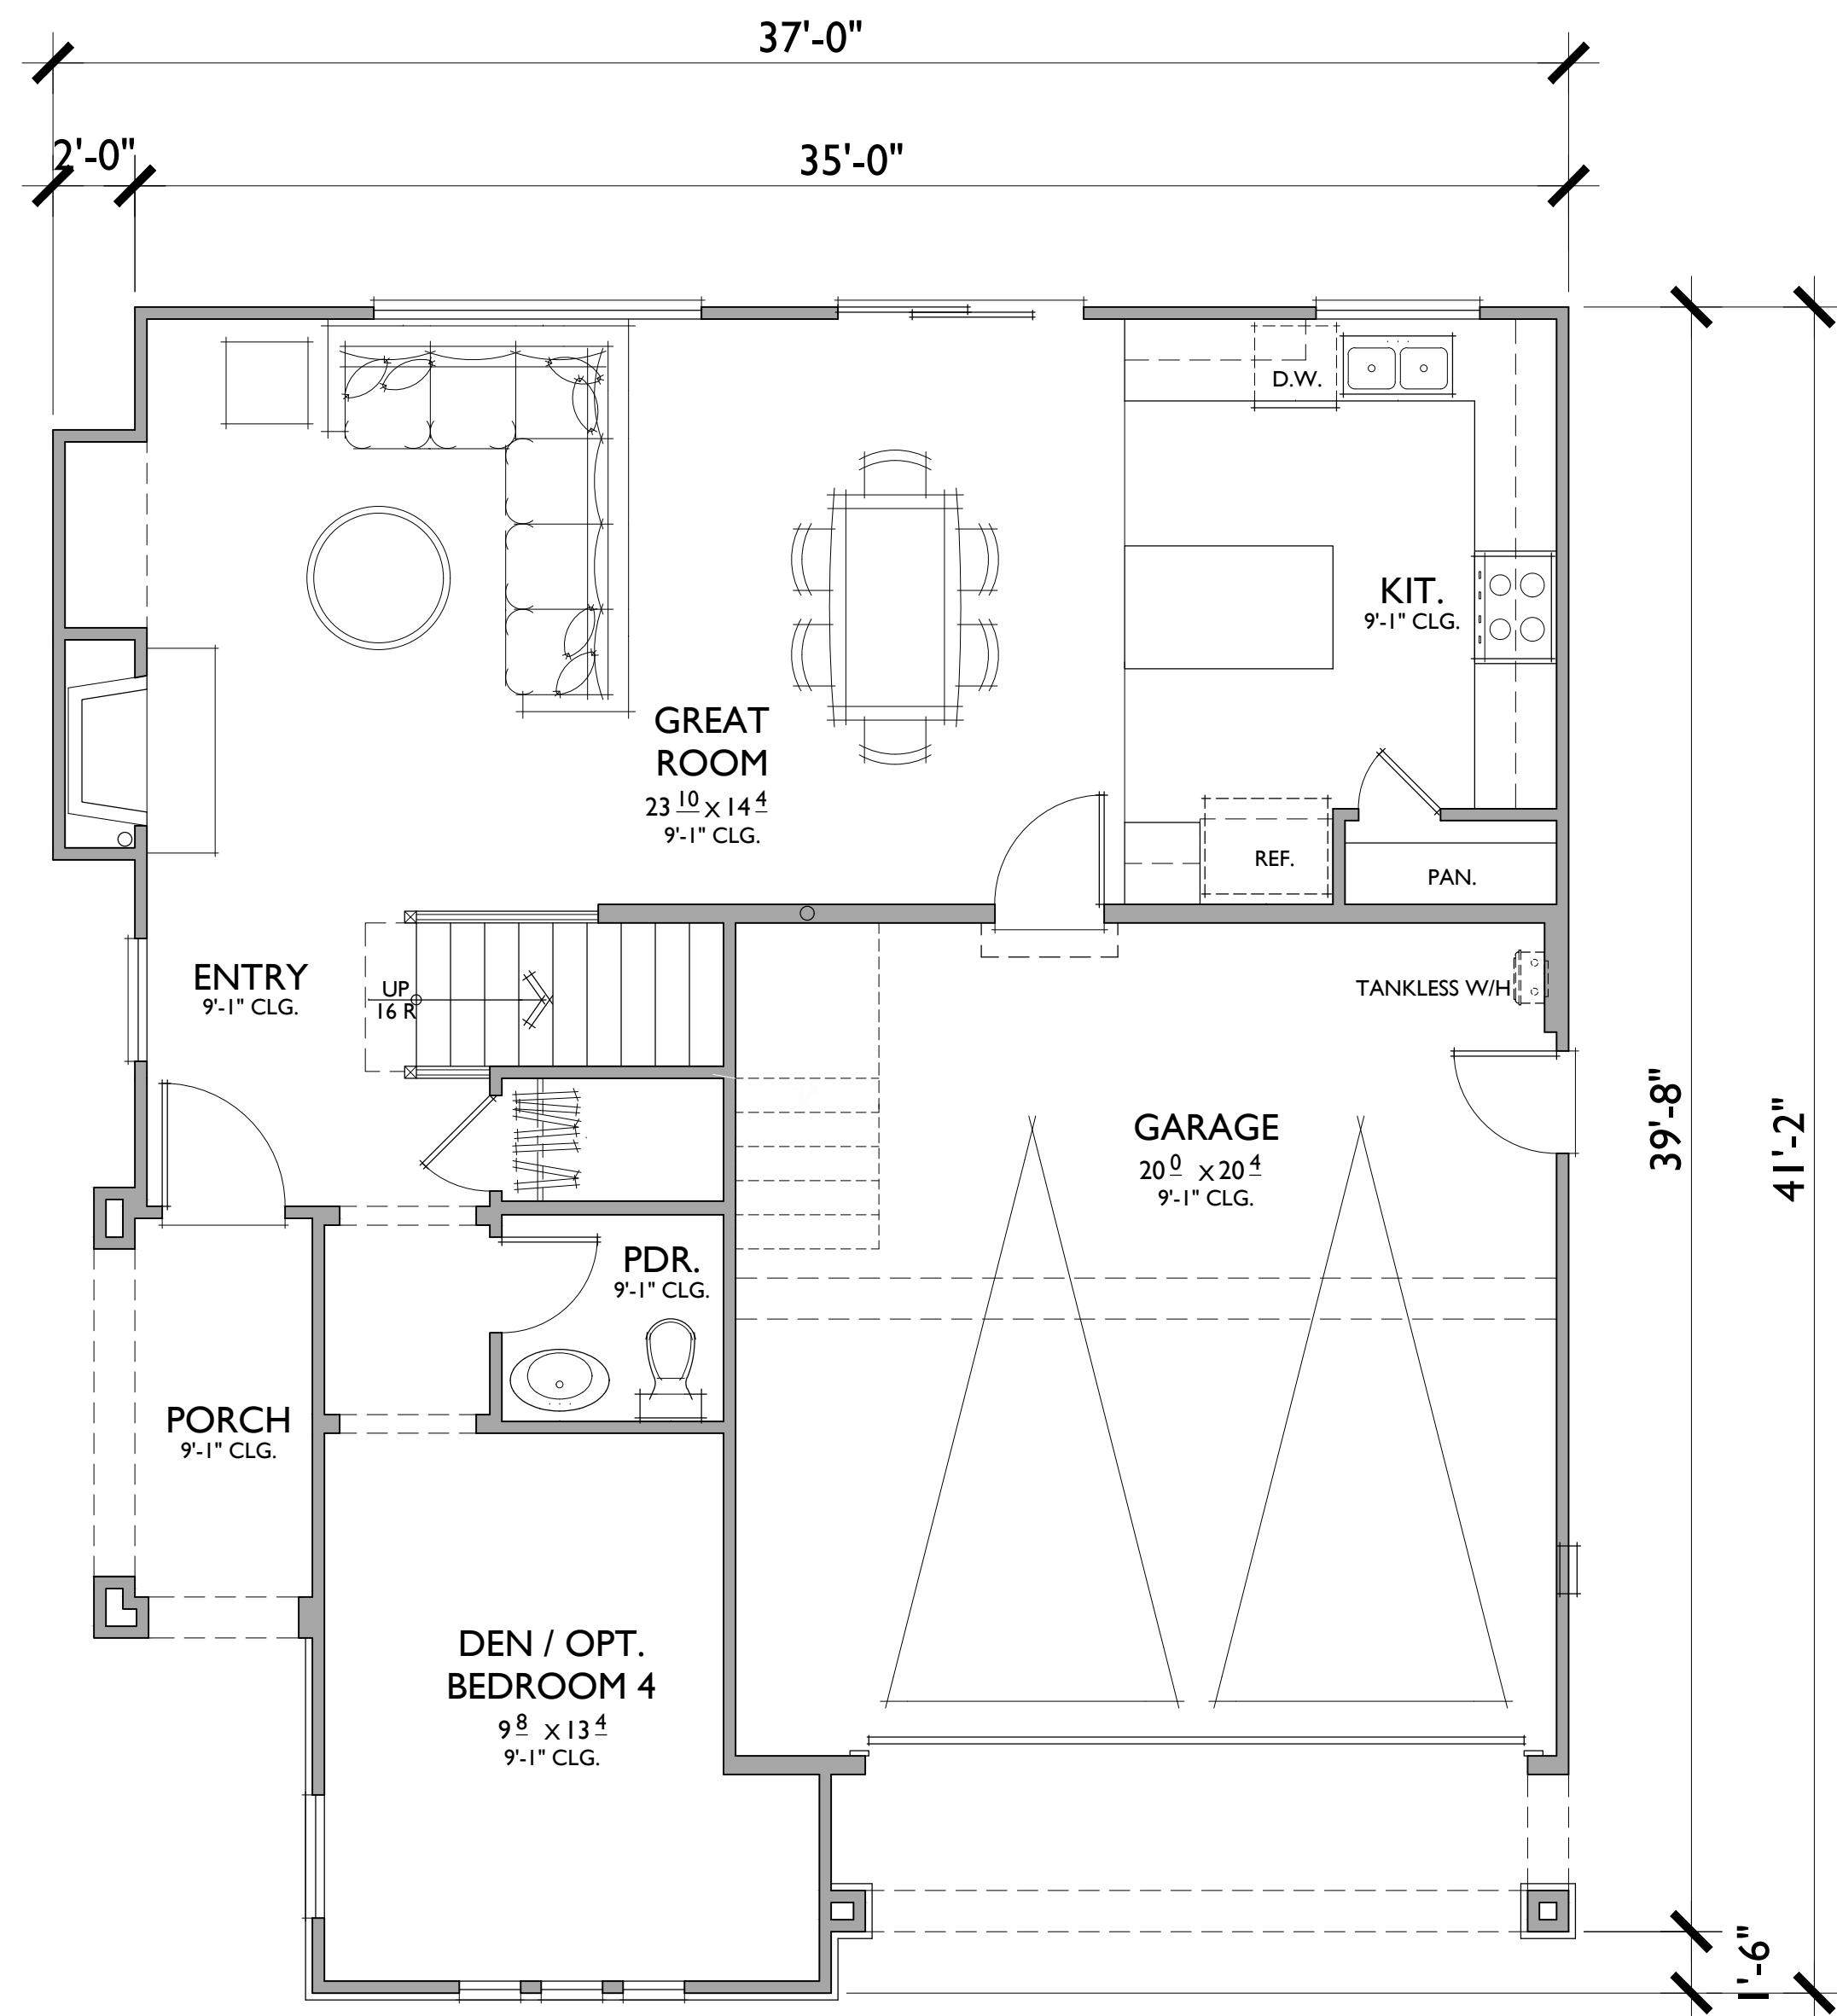 37'-0"
2'-0"
35'-0"
D.W.
KIT.
9'-1" CLG.
GREAT
ROOM
23 10 X 14 4
9'-1" CLG.
REF.
PAN.
ENTRY
9'-1" CLG.
UP
16 R
TANKLESS W/H
GARAGE
20 0 X 20 4
9'-1" CLG.
39'-8"
41'-2"
PDR.
9'-1" CLG.
PORCH
9'-1" CLG.
DEN / OPT.
BEDROOM 4
9 8 X 13 4
9'-1" CLG.
1'-6"